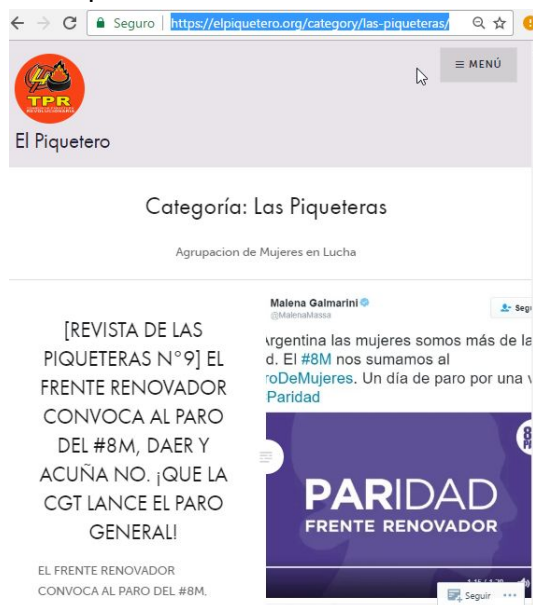 Seguro | https://elpiquetero.org/category/las-piqueteras/
≡ MENÚ
TPR
El Piquetero
Categoría: Las Piqueteras
Agrupacion de Mujeres en Lucha
[REVISTA DE LAS
PIQUETERAS N°9] EL
FRENTE RENOVADOR
CONVOCA AL PARO
DEL #8M, DAER Y
ACUÑA NO. ¡QUE LA
CGT LANCE EL PARO
GENERAL!
EL FRENTE RENOVADOR
CONVOCA AL PARO DEL #8M,
Malena Galmarini
@MalenaMassa
Segu
Argentina las mujeres somos más de la
d. El #8M nos sumamos al
roDeMujeres. Un día de paro por una v
Paridad
PARIDAD
FRENTE RENOVADOR
Seguir